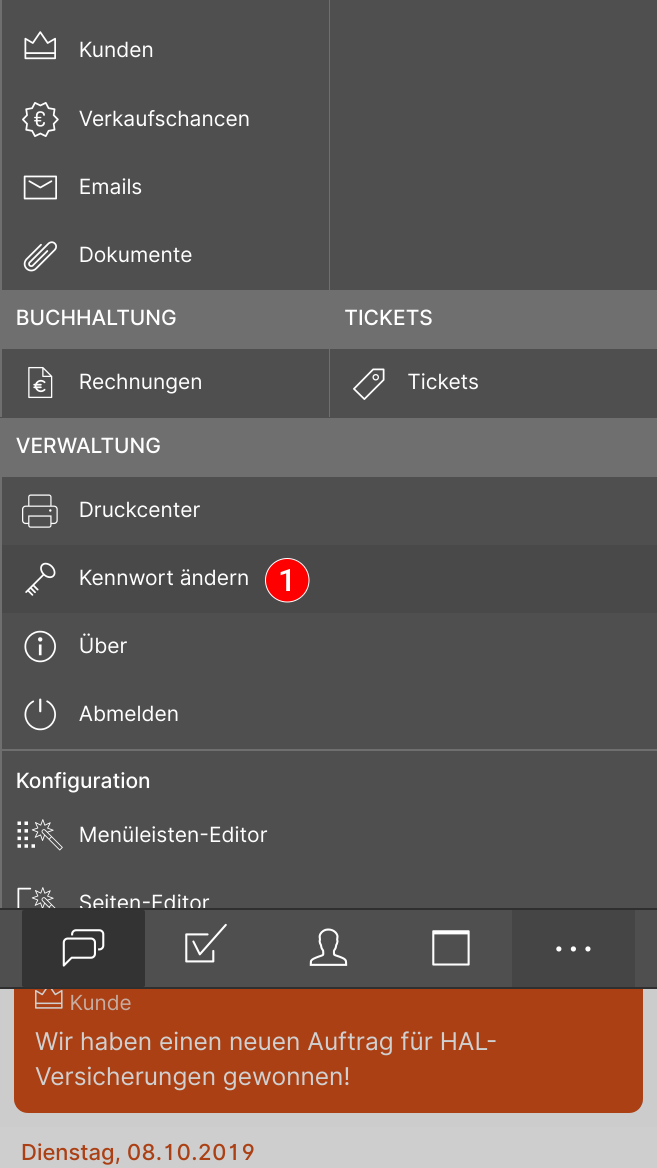 Kunden
Verkaufschancen
€
Emails
Dokumente
BUCHHALTUNG
TICKETS
€
Rechnungen
Tickets
VERWALTUNG
Druckcenter
Kennwort ändern
1
Über
Abmelden
Konfiguration
Menüleisten-Editor
Seiten-Editor
Kunde
Wir haben einen neuen Auftrag für HAL-
Versicherungen gewonnen!
Dienstag, 08.10.2019